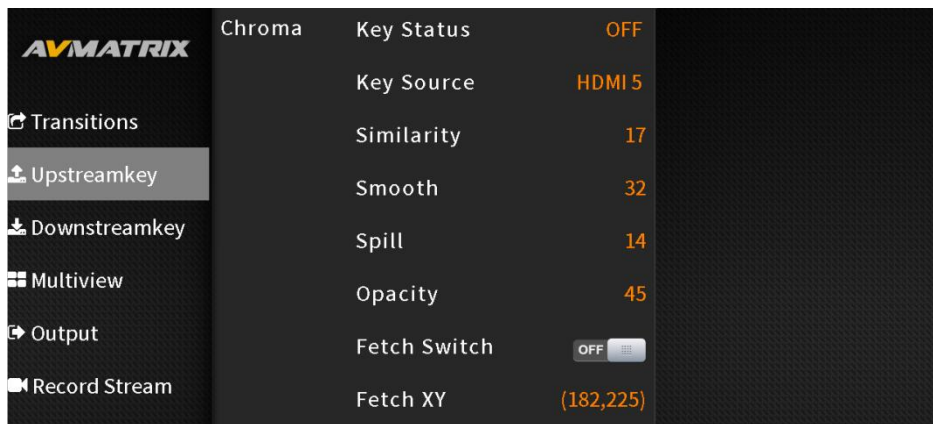 AVMATRIX
Transitions
Upstreamkey
Downstreamkey
Multiview
Output
Record Stream
Chroma
Key Status OFF
Key Source HDMI 5
Similarity 17
Smooth 32
Spill 14
Opacity 45
Fetch Switch OFF
Fetch XY (182,225)